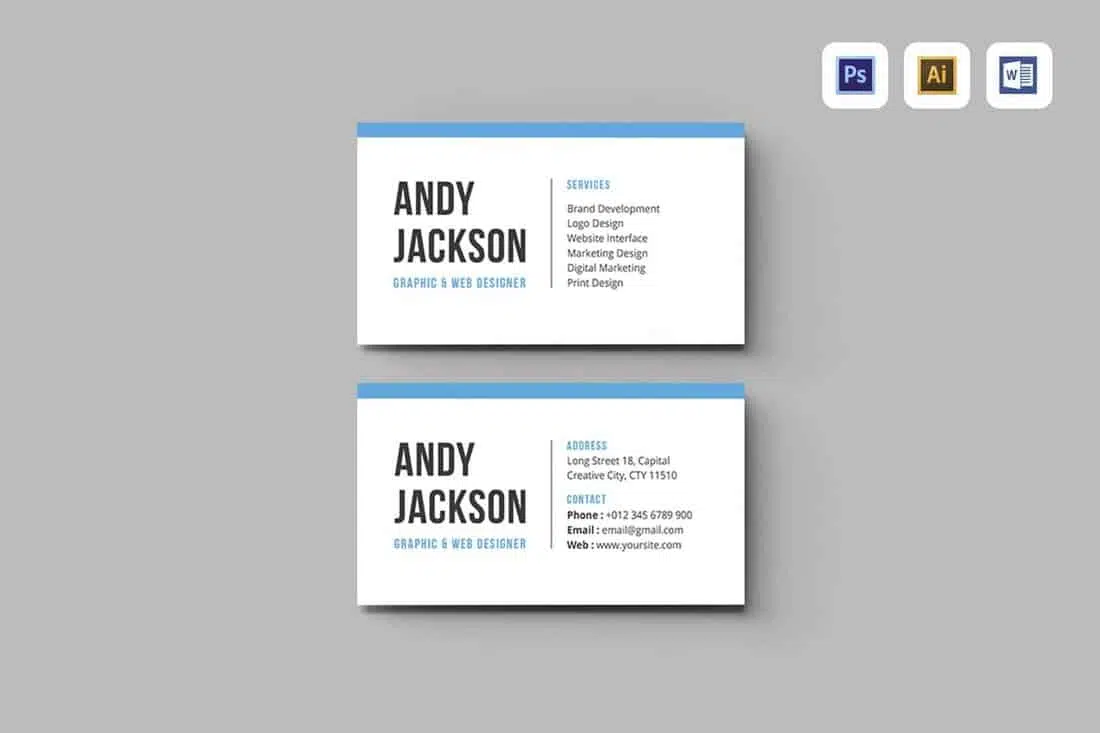 Ps Ai W
ANDY
JACKSON
GRAPHIC & WEB DESIGNER
SERVICES
Brand Development
Logo Design
Website Interface
Marketing Design
Digital Marketing
Print Design
ANDY
JACKSON
GRAPHIC & WEB DESIGNER
ADDRESS
Long Street 18, Capital
Creative City, CTY 11510
CONTACT
Phone : +012 345 6789 900
Email : email@gmail.com
Web : www.yoursite.com